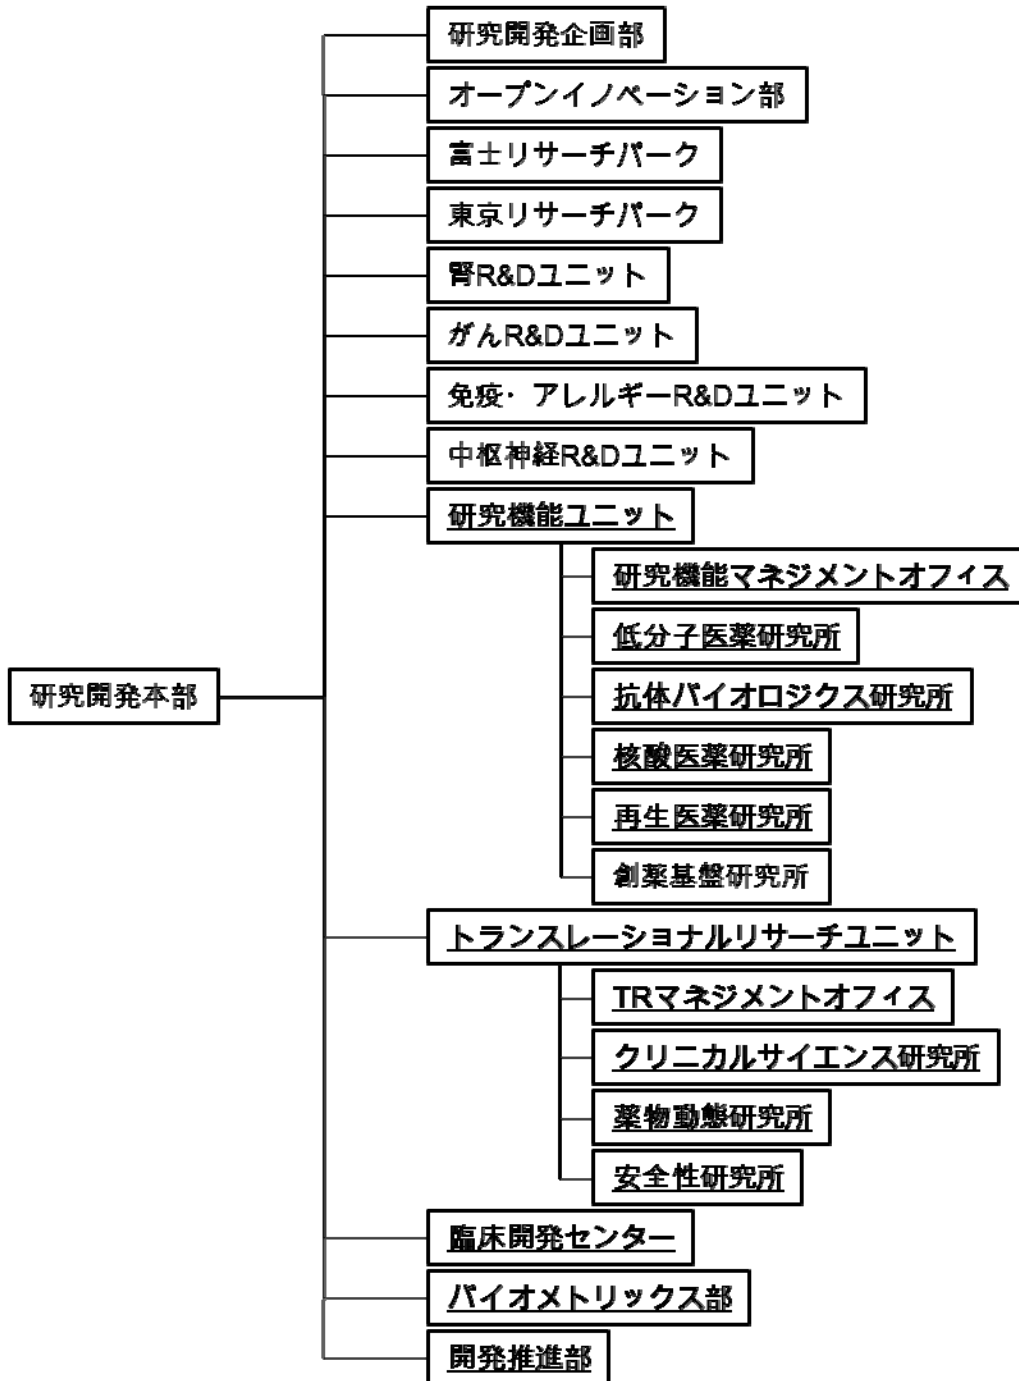 研究開発企画部
オープンイノベーション部
富士リサーチパーク
東京リサーチパーク
腎R&Dユニット
がんR&Dユニット
免疫・アレルギーR&Dユニット
中枢神経R&Dユニット
研究機能ユニット
研究機能マネジメントオフィス
低分子医薬研究所
研究開発本部
抗体バイオロジクス研究所
核酸医薬研究所
再生医薬研究所
創薬基盤研究所
トランスレーショナルリサーチユニット
TRマネジメントオフィス
クリニカルサイエンス研究所
薬物動態研究所
安全性研究所
臨床開発センター
バイオメトリックス部
開発推進部